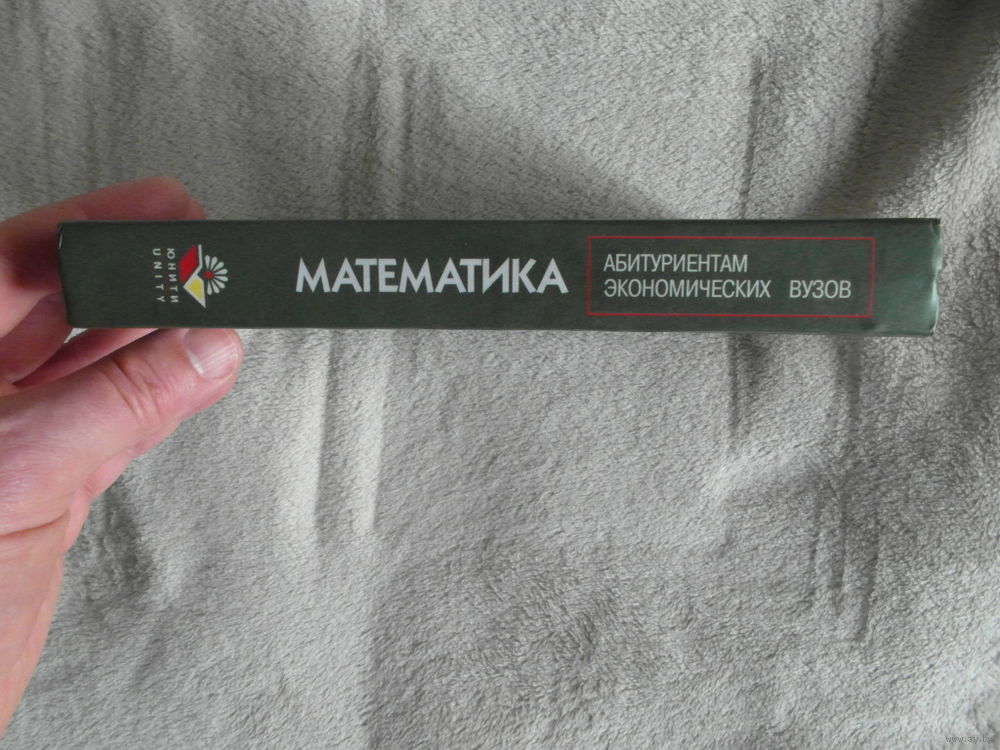 ЮНИТИ
UNITY
МАТЕМАТИКА
АБИТУРИЕНТАМ
ЭКОНОМИЧЕСКИХ ВУЗОВ